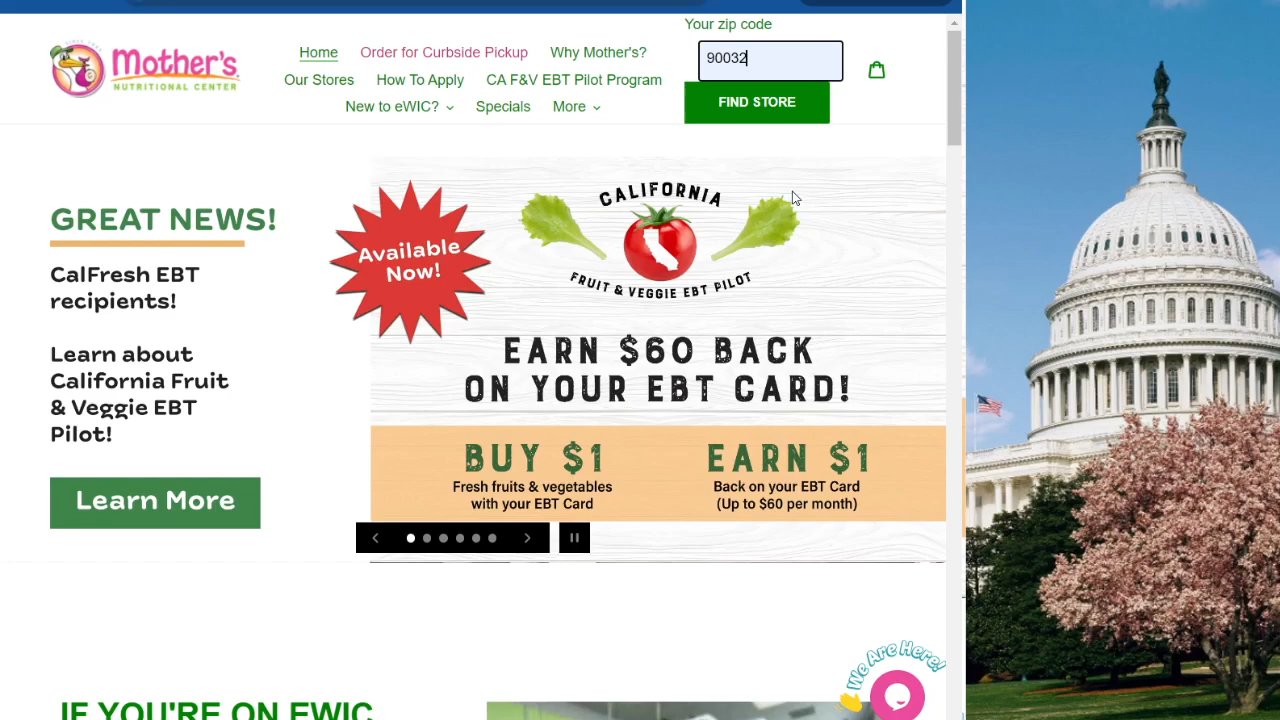 SINCE 1995
Mother's
NUTRITIONAL CENTER
Home
Order for Curbside Pickup
Why Mother's?
Our Stores
How To Apply
CA F&V EBT Pilot Program
New to eWIC?
Specials
More
Your zip code
90032
FIND STORE
GREAT NEWS!
CalFresh EBT
recipients!
Learn about
California Fruit
& Veggie EBT
Pilot!
Learn More
Available
Now!
CALIFORNIA
FRUIT & VEGGIE EBT PILOT
EARN $60 BACK
ON YOUR EBT CARD!
BUY $1
Fresh fruits & vegetables
with your EBT Card
EARN $1
Back on your EBT Card
(Up to $60 per month)
We Are Here!
IF YOU'RE ON EWIC